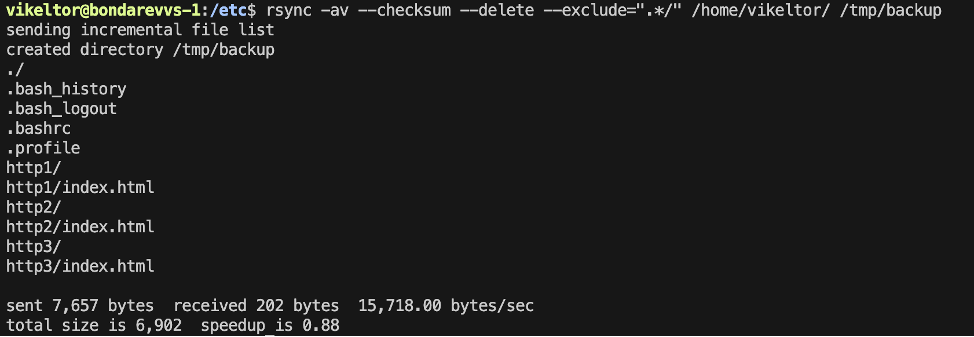 vikeltor@bondarevvs-1:/etc$ rsync -av --checksum --delete --exclude=".*/" /home/vikeltor/ /tmp/backup
sending incremental file list
created directory /tmp/backup
./
.bash_history
.bash_logout
.bashrc
.profile
http1/
http1/index.html
http2/
http2/index.html
http3/
http3/index.html

sent 7,657 bytes  received 202 bytes  15,718.00 bytes/sec
total size is 6,902  speedup is 0.88